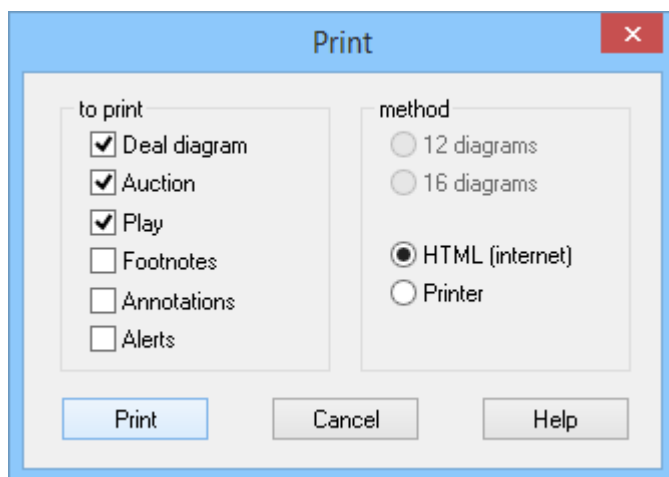 Print
to print
Deal diagram
Auction
Play
Footnotes
Annotations
Alerts
method
12 diagrams
16 diagrams
HTML (internet)
Printer
Print
Cancel
Help